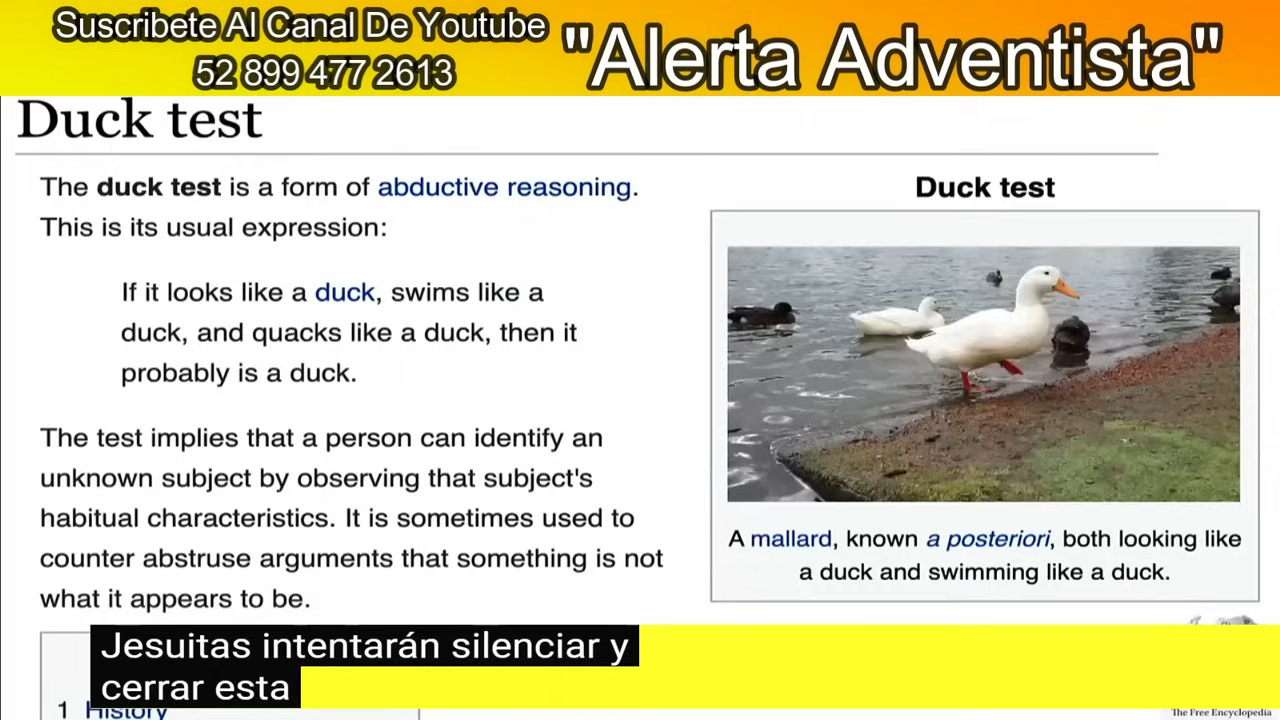 Suscribete Al Canal De Youtube
52 899 477 2613
"Alerta Adventista"
Duck test
The duck test is a form of abductive reasoning.
This is its usual expression:
If it looks like a duck, swims like a
duck, and quacks like a duck, then it
probably is a duck.
The test implies that a person can identify an
unknown subject by observing that subject's
habitual characteristics. It is sometimes used to
counter abstruse arguments that something is not
what it appears to be.
Duck test
A mallard, known a posteriori, both looking like
a duck and swimming like a duck.
Jesuitas intentarán silenciar y
cerrar esta
1 History
The Free Encyclopedia